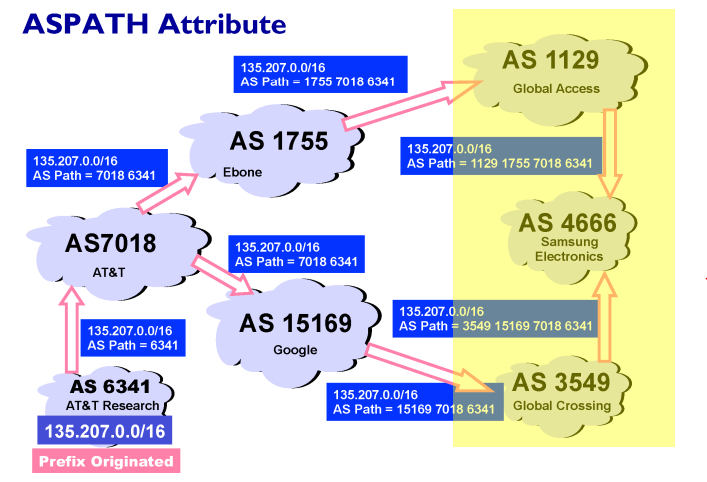 ASPATH Attribute
135.207.0.0/16
AS Path = 1755 7018 6341
AS 1129
Global Access
AS 1755
Ebone
135.207.0.0/16
AS Path = 1129 1755 7018 6341
135.207.0.0/16
AS Path = 7018 6341
AS7018
AT&T
135.207.0.0/16
AS Path = 7018 6341
AS 4666
Samsung
Electronics
AS 15169
Google
135.207.0.0/16
AS Path = 3549 15169 7018 6341
135.207.0.0/16
AS Path = 6341
AS 6341
AT&T Research
135.207.0.0/16
Prefix Originated
135.207.0.0/16
AS Path = 15169 7018 6341
AS 3549
Global Crossing